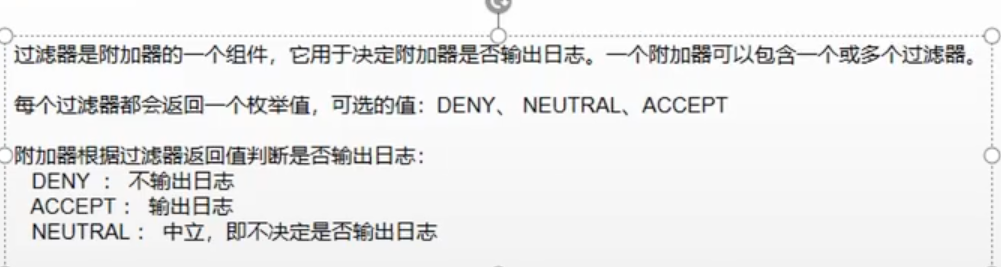 过滤器是附加器的一个组件，它用于决定附加器是否输出日志。一个附加器可以包含一个或多个过滤器。
每个过滤器都会返回一个枚举值，可选的值：DENY、 NEUTRAL、ACCEPT
附加器根据过滤器返回值判断是否输出日志：
DENY ： 不输出日志
ACCEPT： 输出日志
NEUTRAL： 中立，即不决定是否输出日志